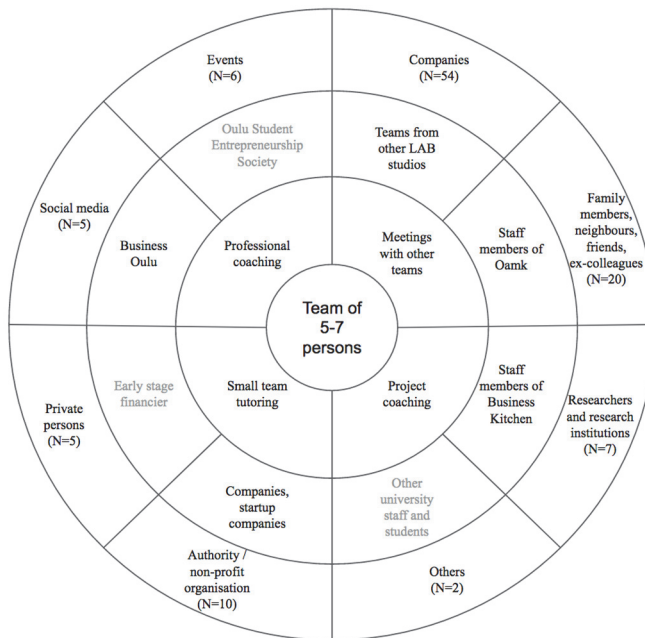 Events
(N=6)
Companies
(N=54)
Oulu Student
Entrepreneurship
Society
Teams from
other LAB
studios
Social media
(N=5)
Business
Oulu
Professional
coaching
Meetings
with other
teams
Staff
members of
Oamk
Family
members,
neighbours,
friends,
ex-colleagues
(N=20)
Team of
5-7
persons
Private
persons
(N=5)
Early stage
financier
Small team
tutoring
Project
coaching
Staff
members of
Business
Kitchen
Researchers
and research
institutions
(N=7)
Companies,
startup
companies
Other
university
staff and
students
Authority /
non-profit
organisation
(N=10)
Others
(N=2)